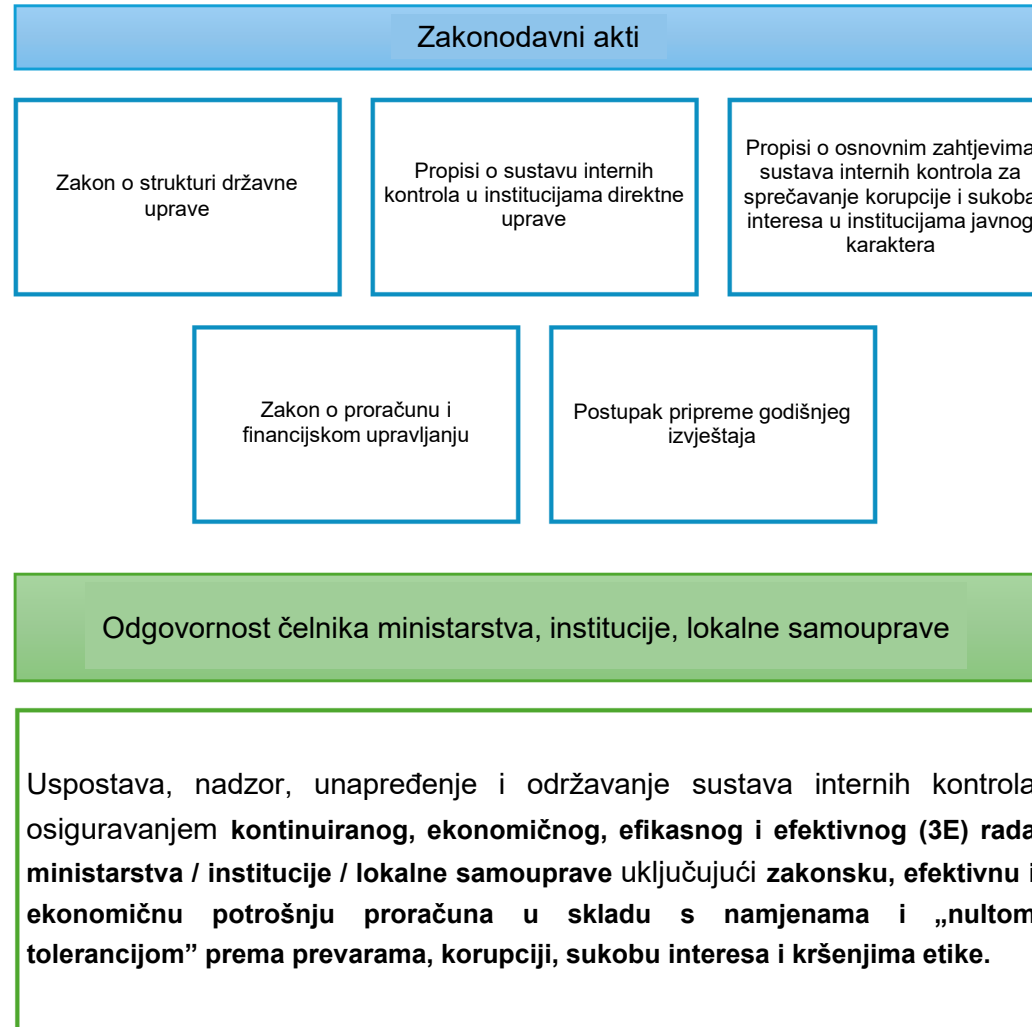 Zakonodavni akti
Zakon o strukturi državne
uprave
Propisi o sustavu internih
kontrola u institucijama direktne
uprave
Propisi o osnovnim zahtjevima
sustava internih kontrola za
sprečavanje korupcije i sukoba
interesa u institucijama javnog
karaktera
Zakon o proračunu i
financijskom upravljanju
Postupak pripreme godišnjeg
izvještaja
Odgovornost čelnika ministarstva, institucije, lokalne samouprave
Uspostava, nadzor, unapređenje i održavanje sustava internih kontrola
osiguravanjem kontinuiranog, ekonomičnog, efikasnog i efektivnog (3E) rada
ministarstva / institucije / lokalne samouprave uključujući zakonsku, efektivnu i
ekonomičnu potrošnju proračuna u skladu s namjenama i „nultom
tolerancijom” prema prevarama, korupciji, sukobu interesa i kršenjima etike.